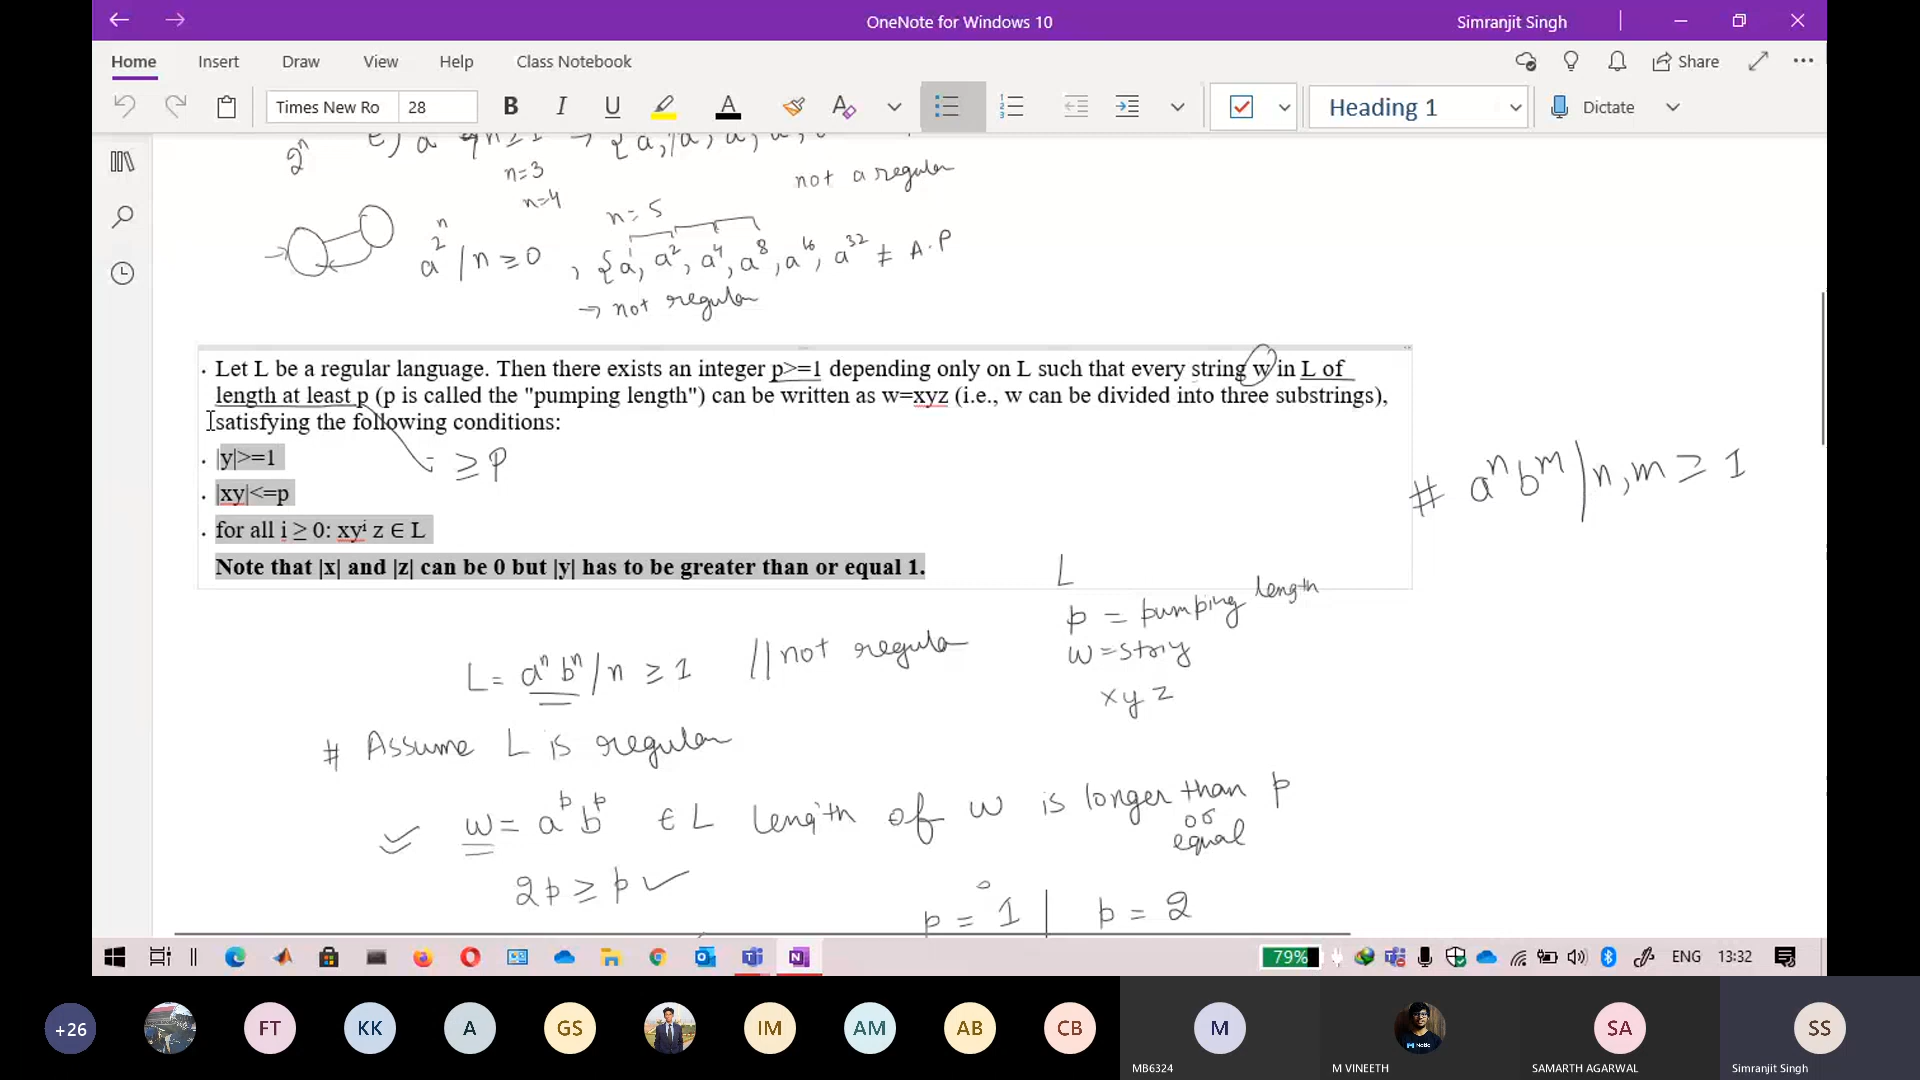 OneNote for Windows 10
Simranjit Singh
Home Insert Draw View Help Class Notebook
Share
Times New Ro 28 B I U A A Heading 1 Dictate
2ⁿ
n=3
not a regular
n=4
n=5
a^2^n / n ≥ 0 , {a, a², a⁴, a⁸, a¹⁶, a³² ≠ A.P
→ not regular
• Let L be a regular language. Then there exists an integer p>=1 depending only on L such that every string w in L of
length at least p (p is called the "pumping length") can be written as w=xyz (i.e., w can be divided into three substrings),
satisfying the following conditions:
• |y|>=1
≥ P
• |xy|<=p
# aⁿ bᵐ / n, m ≥ 1
• for all i ≥ 0: xyⁱ z ∈ L
Note that |x| and |z| can be 0 but |y| has to be greater than or equal 1.
L
p = pumping length
L = aⁿ bⁿ / n ≥ 1 // not regular
w = string
x y z
# Assume L is regular
w = aᵖ bᵖ ∈ L length of w is longer than p
or
equal
2p ≥ p ✓
p = 1 | p = 2
79%
ENG 13:32
+26 FT KK A GS IM AM AB CB M SA SS
MB6324 M VINEETH SAMARTH AGARWAL Simranjit Singh